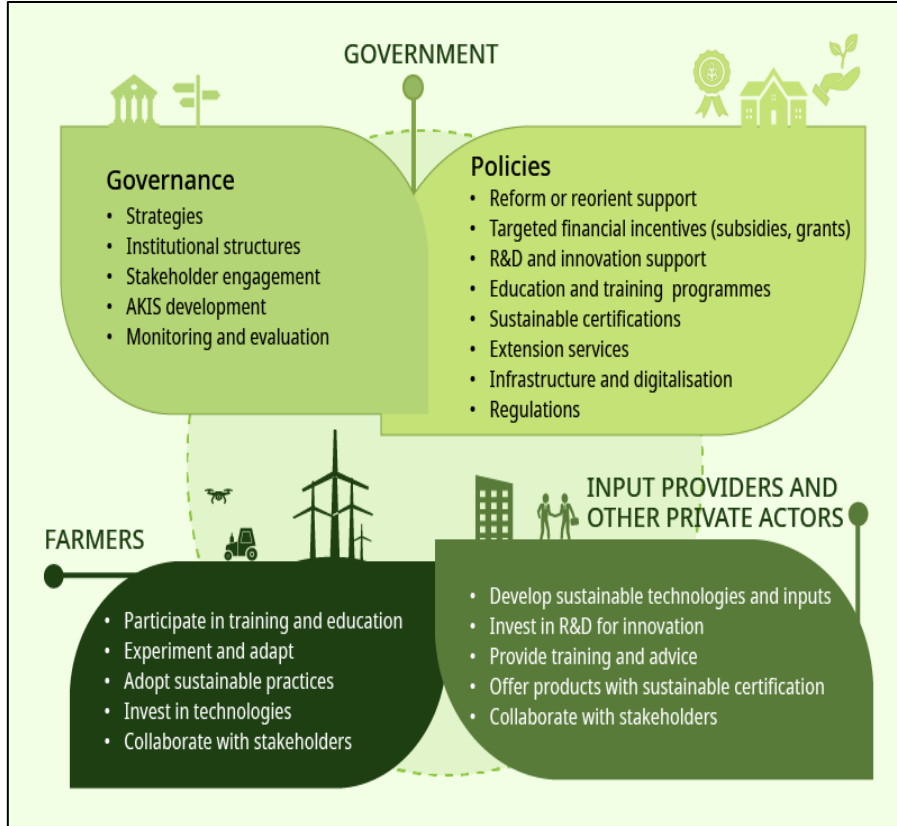 GOVERNMENT
Governance
• Strategies
• Institutional structures
• Stakeholder engagement
• AKIS development
• Monitoring and evaluation
Policies
• Reform or reorient support
• Targeted financial incentives (subsidies, grants)
• R&D and innovation support
• Education and training programmes
• Sustainable certifications
• Extension services
• Infrastructure and digitalisation
• Regulations
FARMERS
• Participate in training and education
• Experiment and adapt
• Adopt sustainable practices
• Invest in technologies
• Collaborate with stakeholders
INPUT PROVIDERS AND
OTHER PRIVATE ACTORS
• Develop sustainable technologies and inputs
• Invest in R&D for innovation
• Provide training and advice
• Offer products with sustainable certification
• Collaborate with stakeholders